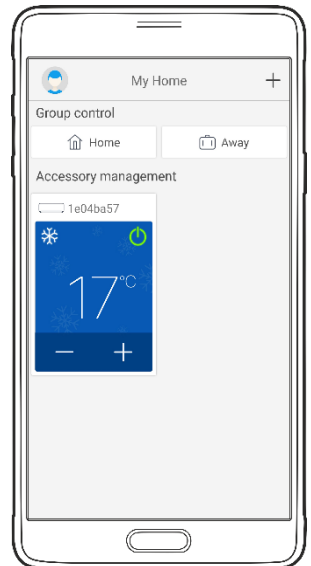 My Home +
Group control
Home Away
Accessory management
1e04ba57
17°C
− +